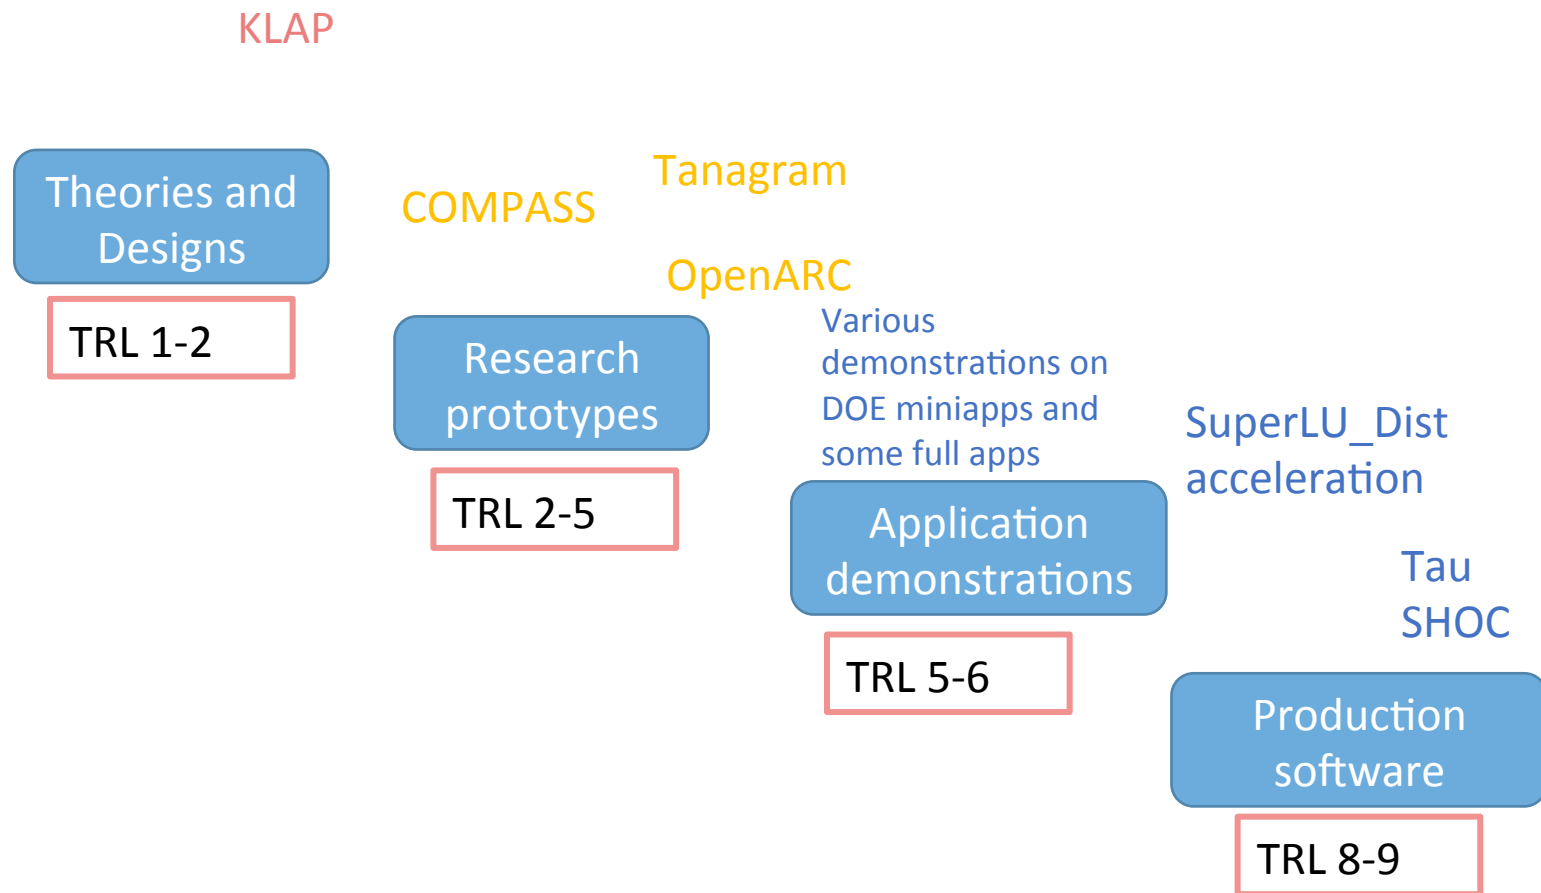 KLAP
Theories and
Designs
TRL 1-2
COMPASS
Tanagram
OpenARC
Research
prototypes
TRL 2-5
Various
demonstrations on
DOE miniapps and
some full apps
Application
demonstrations
TRL 5-6
SuperLU_Dist
acceleration
Tau
SHOC
Production
software
TRL 8-9